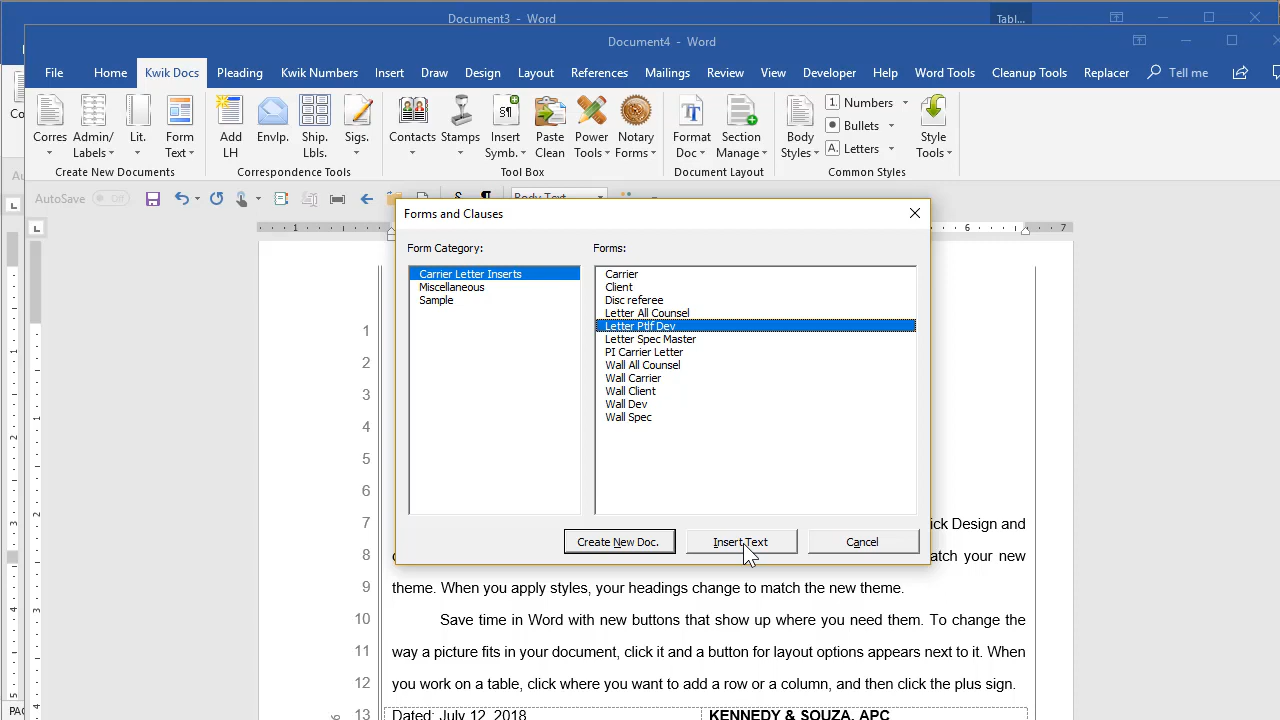 Document3 - Word
Tabl...
Document4 - Word
File Home Kwik Docs Pleading Kwik Numbers Insert Draw Design Layout References Mailings Review View Developer Help Word Tools Cleanup Tools Replacer Tell me
Corres Admin/ Labels Lit. Form Text Add LH Envlp. Ship. Lbls. Sigs. Contacts Stamps Insert Symb. Paste Clean Power Tools Notary Forms Format Doc Section Manage Body Styles Numbers Bullets Letters Style Tools
Create New Documents Correspondence Tools Tool Box Document Layout Common Styles
AutoSave Off Body Text
Forms and Clauses
Form Category: Forms:
Carrier Letter Inserts
Miscellaneous
Sample
Carrier
Client
Disc referee
Letter All Counsel
Letter Ptlf Dev
Letter Spec Master
PI Carrier Letter
Wall All Counsel
Wall Carrier
Wall Client
Wall Dev
Wall Spec
Create New Doc. Insert Text Cancel
1
2
3
4
5
6
7 ick Design and
8 atch your new
9 theme. When you apply styles, your headings change to match the new theme.
10 Save time in Word with new buttons that show up where you need them. To change the
11 way a picture fits in your document, click it and a button for layout options appears next to it. When
12 you work on a table, click where you want to add a row or a column, and then click the plus sign.
13 Dated: July 12, 2018 KENNEDY & SOUZA, APC